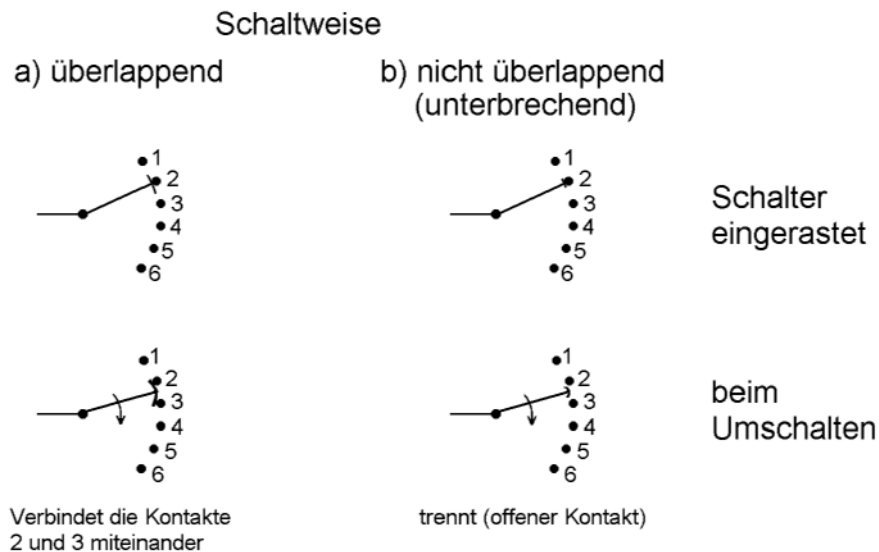 Schaltweise
a) überlappend
b) nicht überlappend
(unterbrechend)
1
2
3
4
5
6
1
2
3
4
5
6
Schalter
eingerastet
1
2
3
4
5
6
1
2
3
4
5
6
beim
Umschalten
Verbindet die Kontakte
2 und 3 miteinander
trennt (offener Kontakt)